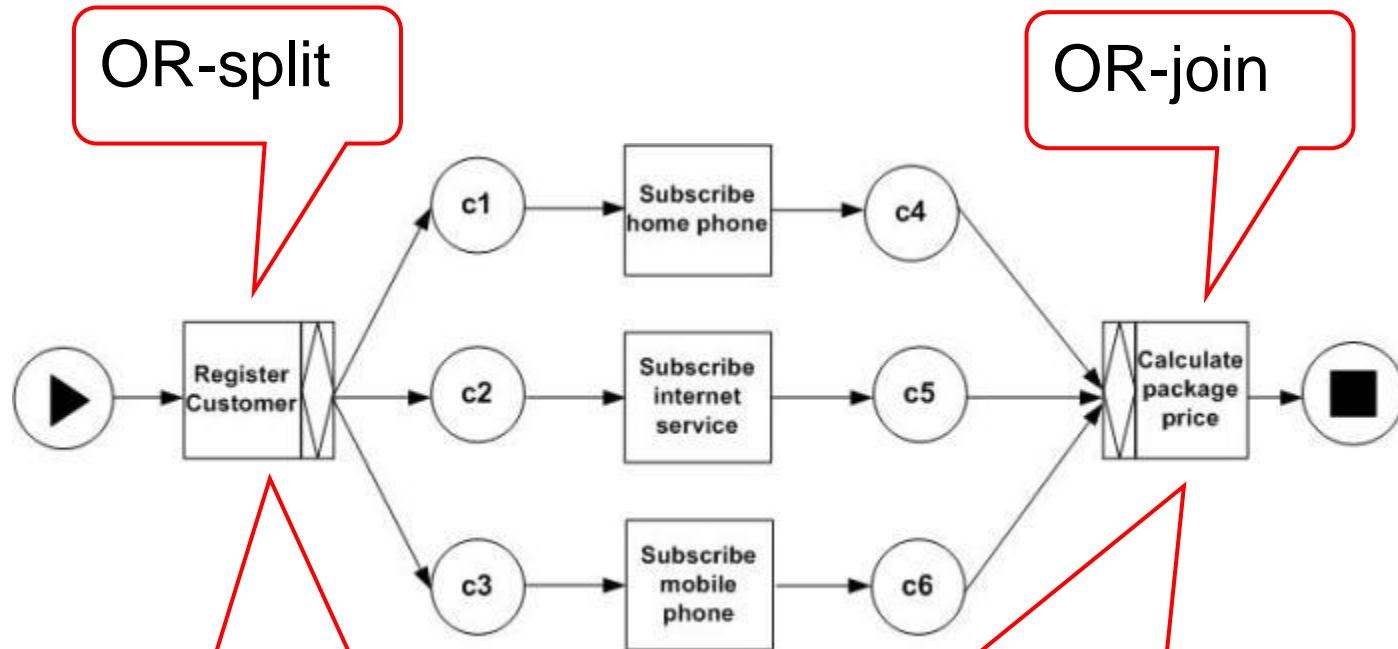 OR-split
OR-join
c1
Subscribe
home phone
c4
Register
Customer
c2
Subscribe
internet
service
c5
Calculate
package
price
c3
Subscribe
mobile
phone
c6